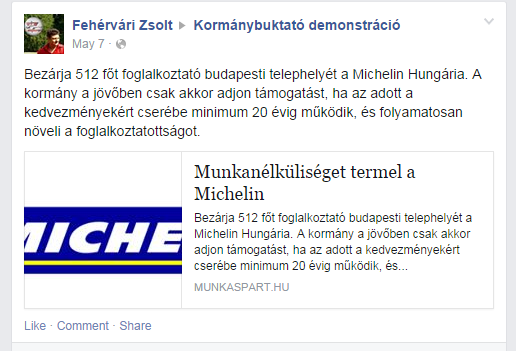 Fehérvári Zsolt ▸ Kormánybuktató demonstráció
May 7 ·
Bezárja 512 főt foglalkoztató budapesti telephelyét a Michelin Hungária. A
kormány a jövőben csak akkor adjon támogatást, ha az adott a
kedvezményekért cserébe minimum 20 évig működik, és folyamatosan
növeli a foglalkoztatottságot.
MICHE
Munkanélküliséget termel a
Michelin
Bezárja 512 főt foglalkoztató budapesti telephelyét a
Michelin Hungária. A kormány a jövőben csak akkor
adjon támogatást, ha az adott a kedvezményekért
cserébe minimum 20 évig működik, és...
MUNKASPART.HU
Like · Comment · Share